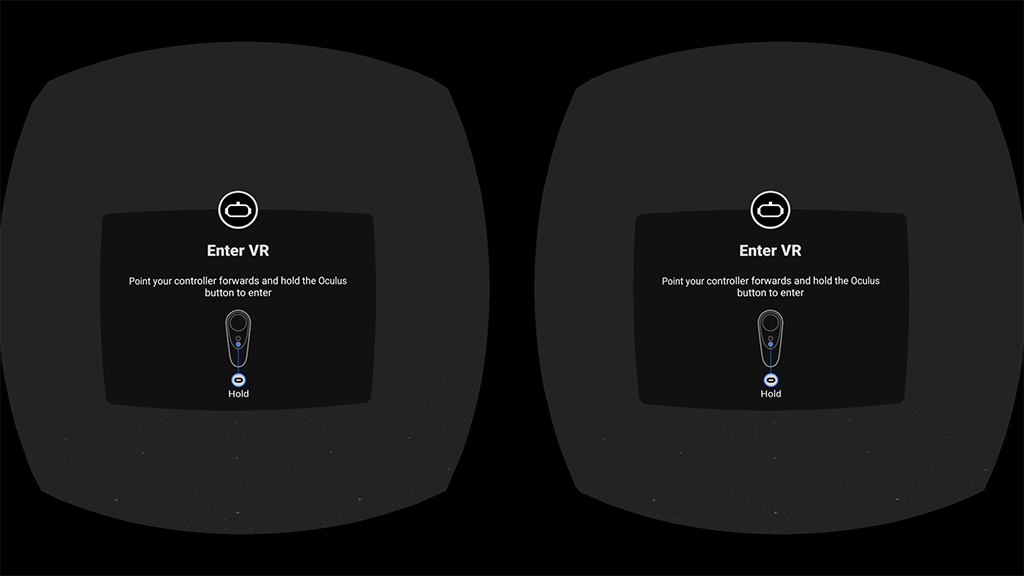 Enter VR
Point your controller forwards and hold the Oculus
button to enter
Hold
Enter VR
Point your controller forwards and hold the Oculus
button to enter
Hold